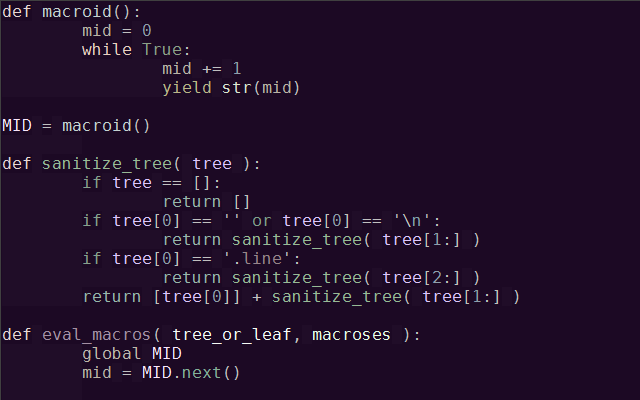 def macroid():
        mid = 0
        while True:
                mid += 1
                yield str(mid)

MID = macroid()

def sanitize_tree( tree ):
        if tree == []:
                return []
        if tree[0] == '' or tree[0] == '\n':
                return sanitize_tree( tree[1:] )
        if tree[0] == '.line':
                return sanitize_tree( tree[2:] )
        return [tree[0]] + sanitize_tree( tree[1:] )

def eval_macros( tree_or_leaf, macroses ):
        global MID
        mid = MID.next()